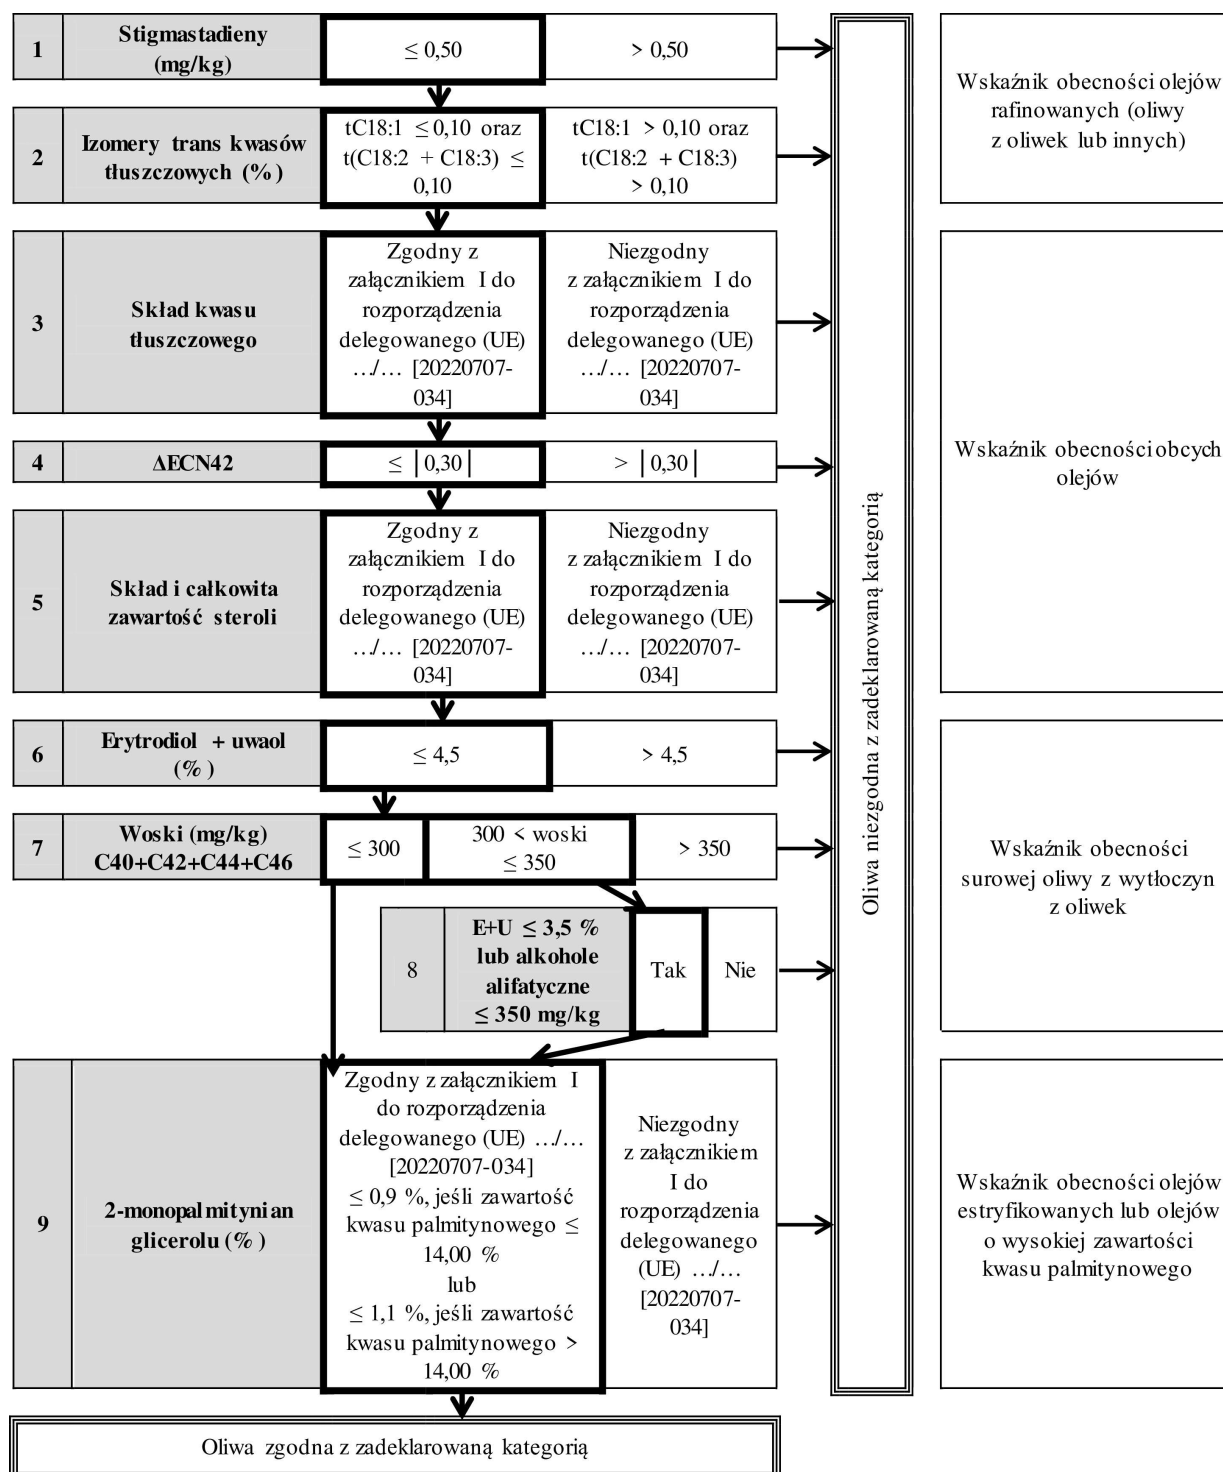 1
Stigmastadieny
(mg/kg)
≤ 0,50
> 0,50
2
Izomery trans kwasów
tłuszczowych (%)
tC18:1 ≤ 0,10 oraz
t(C18:2 + C18:3) ≤
0,10
tC18:1 > 0,10 oraz
t(C18:2 + C18:3)
> 0,10
Wskaźnik obecności olejów
rafinowanych (oliwy
z oliwek lub innych)
3
Skład kwasu
tłuszczowego
Zgodny z
załącznikiem I do
rozporządzenia
delegowanego (UE)
…/… [20220707-
034]
Niezgodny
z załącznikiem I do
rozporządzenia
delegowanego (UE)
…/… [20220707-
034]
4
ΔECN42
≤ |0,30|
> |0,30|
5
Skład i całkowita
zawartość steroli
Zgodny z
załącznikiem I do
rozporządzenia
delegowanego (UE)
…/… [20220707-
034]
Niezgodny
z załącznikiem I do
rozporządzenia
delegowanego (UE)
…/… [20220707-
034]
Wskaźnik obecności obcych
olejów
6
Erytrodiol + uwaol
(%)
≤ 4,5
> 4,5
7
Woski (mg/kg)
C40+C42+C44+C46
≤ 300
300 < woski
≤ 350
> 350
8
E+U ≤ 3,5 %
lub alkohole
alifatyczne
≤ 350 mg/kg
Tak
Nie
Wskaźnik obecności
surowej oliwy z wytłoczyn
z oliwek
9
2-monopalmitynian
glicerolu (%)
Zgodny z załącznikiem I
do rozporządzenia
delegowanego (UE) …/…
[20220707-034]
≤ 0,9 %, jeśli zawartość
kwasu palmitynowego ≤
14,00 %
lub
≤ 1,1 %, jeśli zawartość
kwasu palmitynowego >
14,00 %
Niezgodny
z załącznikiem
I do
rozporządzenia
delegowanego
(UE) …/…
[20220707-
034]
Wskaźnik obecności olejów
estryfikowanych lub olejów
o wysokiej zawartości
kwasu palmitynowego
Oliwa niezgodna z zadeklarowaną kategorią
Oliwa zgodna z zadeklarowaną kategorią